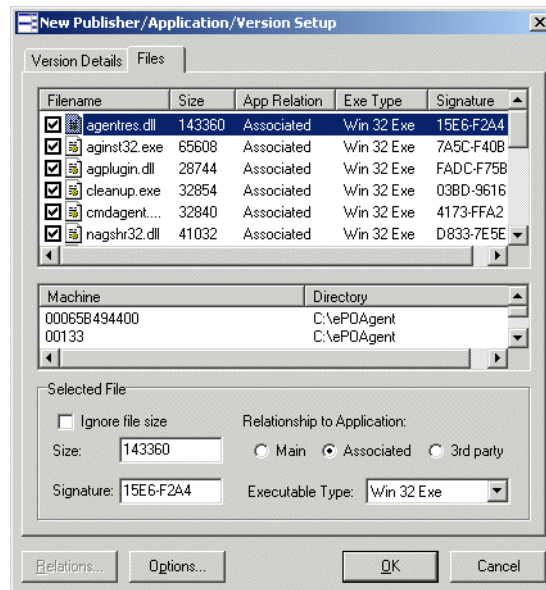 New Publisher/Application/Version Setup
Version Details Files
Filename Size App Relation Exe Type Signature
agentres.dll 143360 Associated Win 32 Exe 15E6-F2A4
aginst32.exe 65608 Associated Win 32 Exe 7A5C-F40B
agplugin.dll 28744 Associated Win 32 Exe FADC-F75B
cleanup.exe 32854 Associated Win 32 Exe 03BD-9616
cmdagent.... 32840 Associated Win 32 Exe 4173-FFA2
nagshr32.dll 41032 Associated Win 32 Exe D833-7E5E
Machine Directory
00065B494400 C:\ePOAgent
00133 C:\ePOAgent
Selected File
Ignore file size Relationship to Application:
Size: 143360 Main Associated 3rd party
Signature: 15E6-F2A4 Executable Type: Win 32 Exe
Relations... Options... OK Cancel